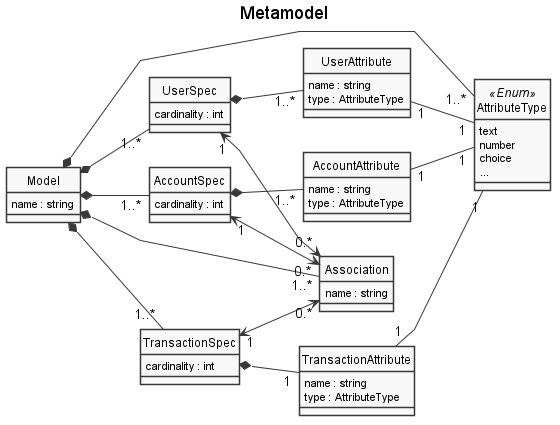 Metamodel
UserAttribute
name : string
type : AttributeType
UserSpec
cardinality : int
1..*
1..*
«Enum»
AttributeType
text
number
choice
...
1
1
1..*
1
AccountAttribute
name : string
type : AttributeType
1
1
Model
name : string
AccountSpec
cardinality : int
1..*
1..*
1
1
0..*
0..*
1..*
Association
name : string
0..*
1..*
TransactionSpec
cardinality : int
1
1
TransactionAttribute
name : string
type : AttributeType
1